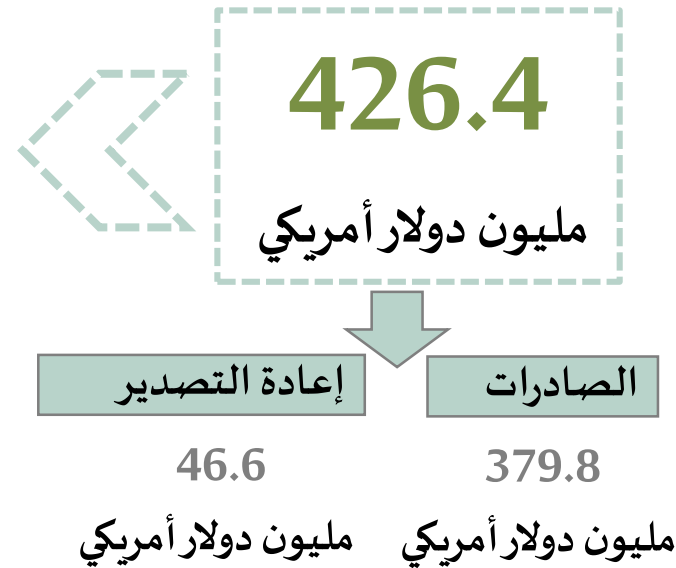 426.4
مليون دولار أمريكي
الصادرات
إعادة التصدير
379.8
46.6
مليون دولار أمريكي
مليون دولار أمريكي